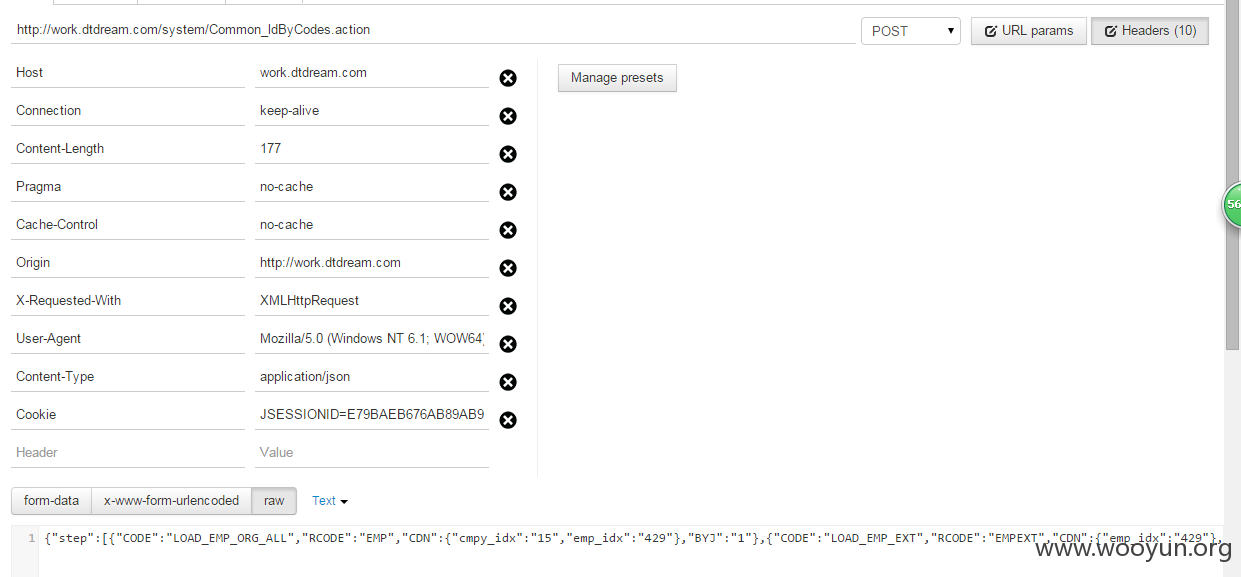 http://work.dtdream.com/system/Common_IdByCodes.action POST URL params Headers (10)
Host work.dtdream.com Manage presets
Connection keep-alive
Content-Length 177
Pragma no-cache
Cache-Control no-cache
56
Origin http://work.dtdream.com
X-Requested-With XMLHttpRequest
User-Agent Mozilla/5.0 (Windows NT 6.1; WOW64)
Content-Type application/json
Cookie JSESSIONID=E79BAEB676AB89AB9
Header Value
form-data x-www-form-urlencoded raw Text
1 {"step":[{"CODE":"LOAD_EMP_ORG_ALL","RCODE":"EMP","CDN":{"cmpy_idx":"15","emp_idx":"429"},"BYJ":"1"},{"CODE":"LOAD_EMP_EXT","RCODE":"EMPEXT","CDN":{"emp_idx":"429"},
www.wooyun.org